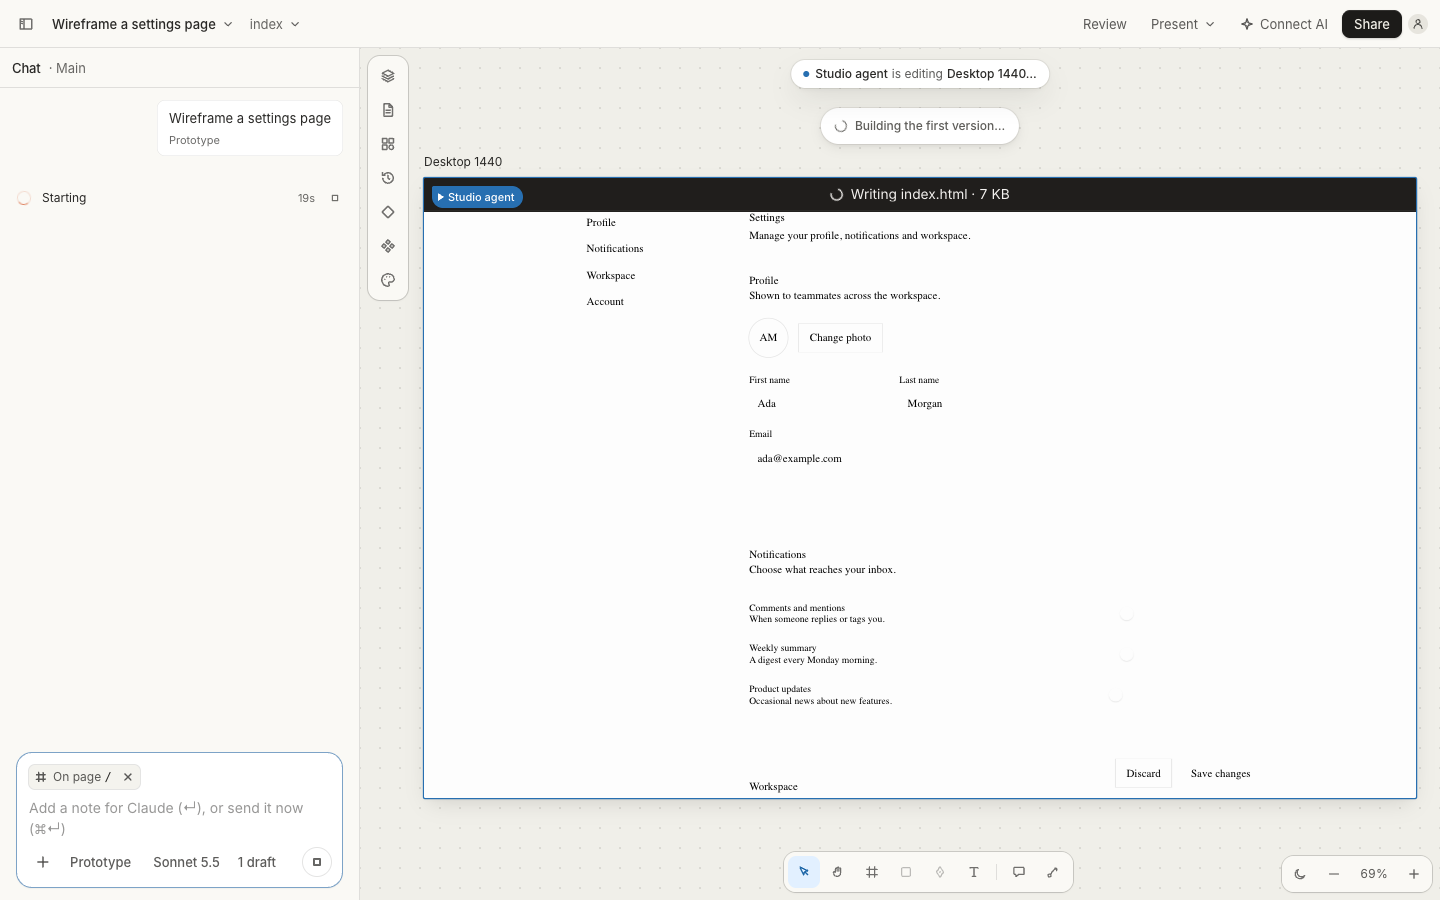 Wireframe a settings page
index
Review
Present
Connect AI
Share
Chat · Main
Wireframe a settings page
Prototype
Starting
19s
On page /
Add a note for Claude (↵), or send it now
(⌘↵)
Prototype
Sonnet 5.5
1 draft
Studio agent is editing Desktop 1440...
Building the first version...
Desktop 1440
Studio agent
Writing index.html · 7 KB
Profile
Notifications
Workspace
Account
Settings
Manage your profile, notifications and workspace.
Profile
Shown to teammates across the workspace.
AM
Change photo
First name
Last name
Ada
Morgan
Email
ada@example.com
Notifications
Choose what reaches your inbox.
Comments and mentions
When someone replies or tags you.
Weekly summary
A digest every Monday morning.
Product updates
Occasional news about new features.
Discard
Save changes
Workspace
69%